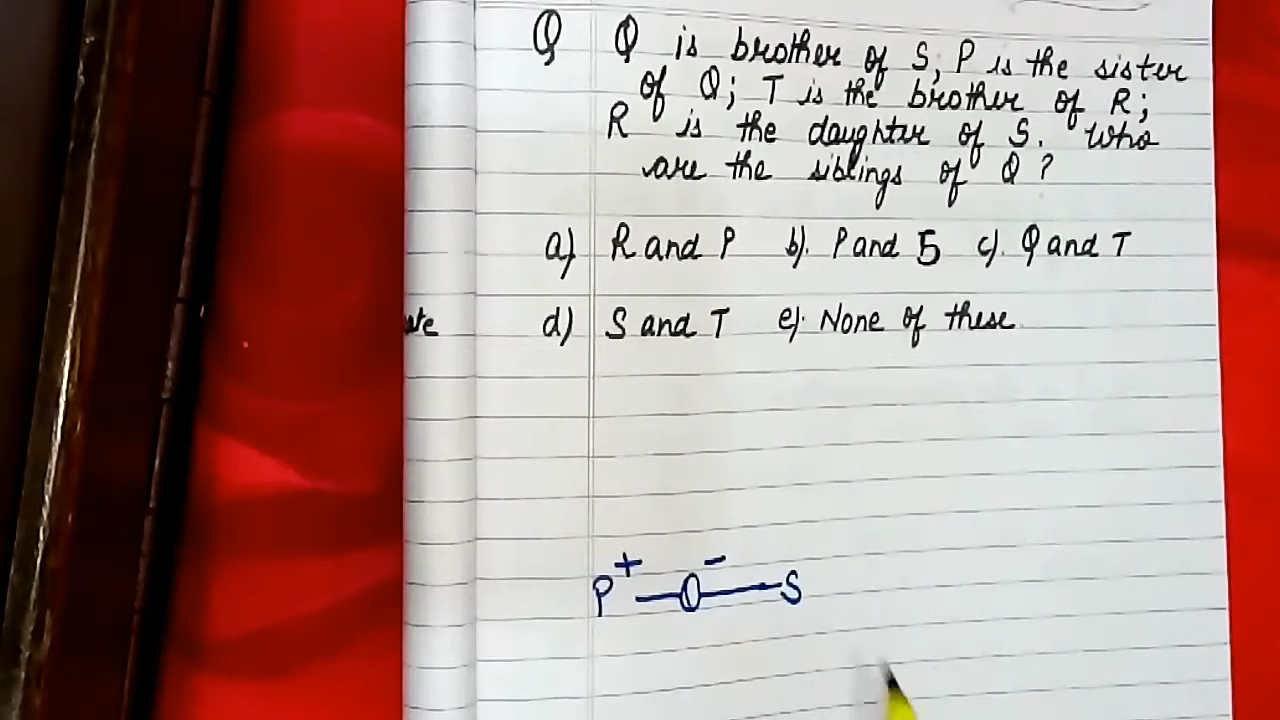 Q Q is brother of S, P is the sister
of Q; T is the brother of R;
R is the daughter of S. Who
are the siblings of Q ?
a) R and P b). P and 5 c). Q and T
d) S and T e). None of these
P + — Q - — S